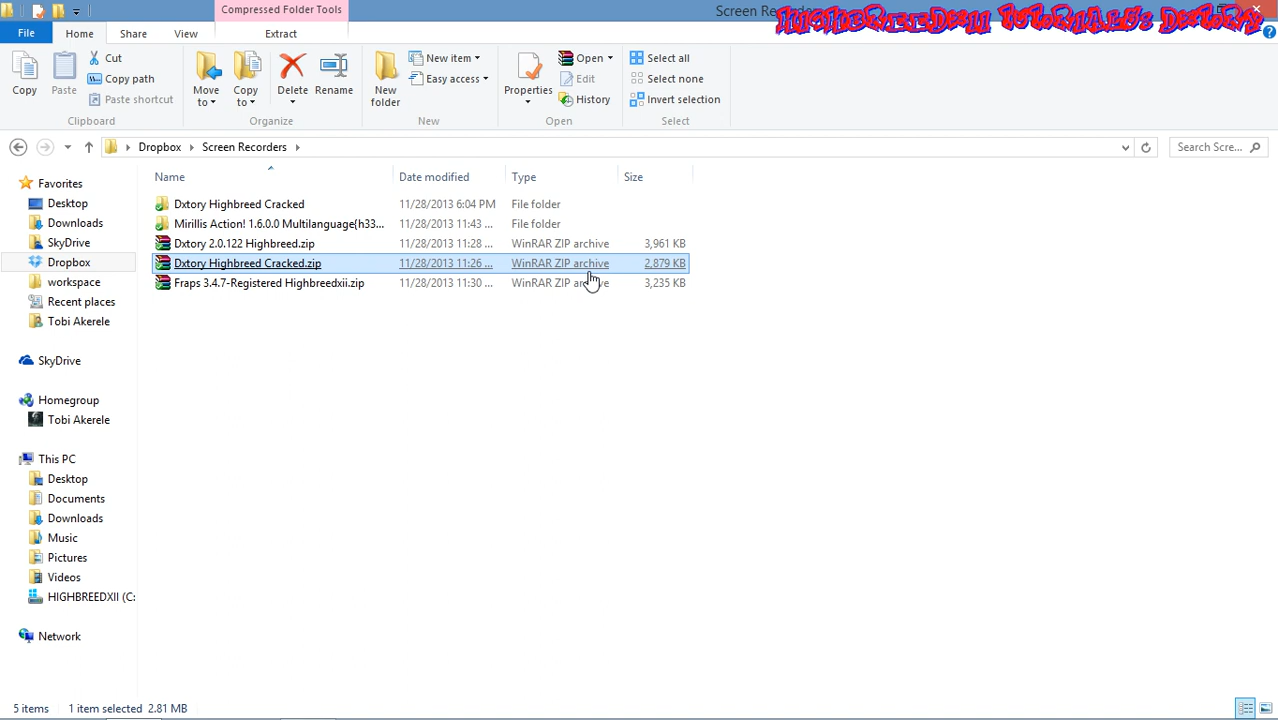 Compressed Folder Tools
Screen Recorders
File
Home
Share
View
Extract
Copy
Paste
Cut
Copy path
Paste shortcut
Clipboard
Move to
Copy to
Delete
Rename
Organize
New folder
New item
Easy access
New
Properties
Open
Edit
History
Open
Select all
Select none
Invert selection
Select
Dropbox
Screen Recorders
Search Scre...
Name
Date modified
Type
Size
Dxtory Highbreed Cracked 11/28/2013 6:04 PM File folder
Mirillis Action! 1.6.0.0 Multilanguage(h33... 11/28/2013 11:43 ... File folder
Dxtory 2.0.122 Highbreed.zip 11/28/2013 11:28 ... WinRAR ZIP archive 3,961 KB
Dxtory Highbreed Cracked.zip 11/28/2013 11:26 ... WinRAR ZIP archive 2,879 KB
Fraps 3.4.7-Registered Highbreedxii.zip 11/28/2013 11:30 ... WinRAR ZIP archive 3,235 KB
Favorites
Desktop
Downloads
SkyDrive
Dropbox
workspace
Recent places
Tobi Akerele
SkyDrive
Homegroup
Tobi Akerele
This PC
Desktop
Documents
Downloads
Music
Pictures
Videos
HIGHBREEDXII (C:
Network
5 items
1 item selected 2.81 MB